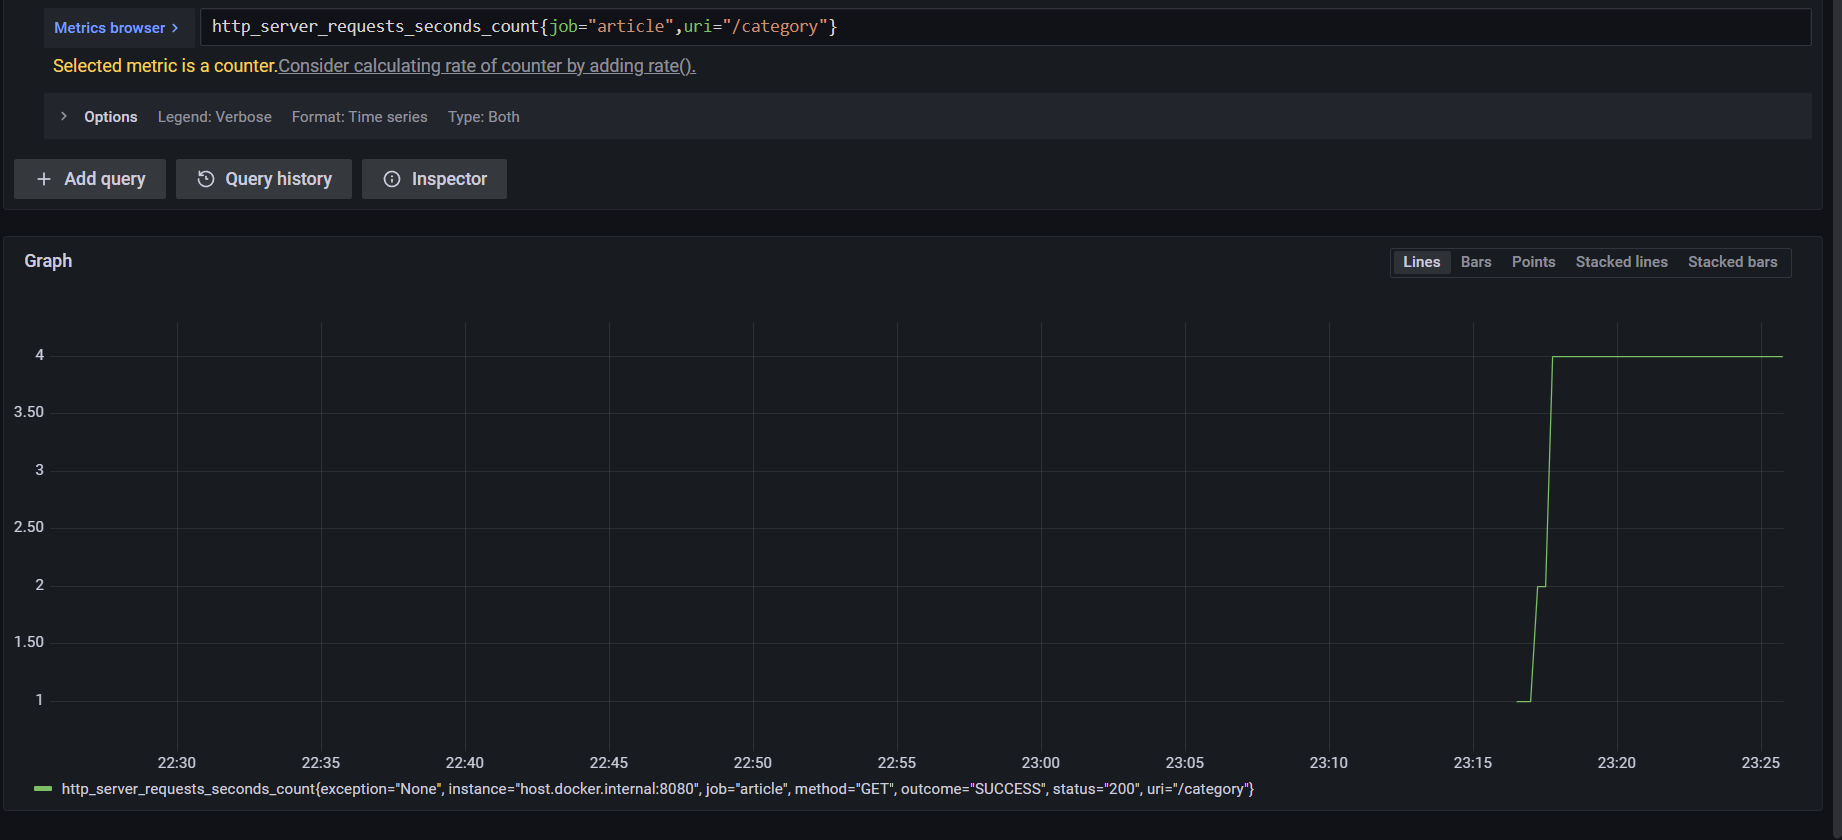 Metrics browser >
http_server_requests_seconds_count{job="article",uri="/category"}
Selected metric is a counter.Consider calculating rate of counter by adding rate().
> Options Legend: Verbose Format: Time series Type: Both
+ Add query Query history Inspector
Graph
Lines Bars Points Stacked lines Stacked bars
4
3.50
3
2.50
2
1.50
1
22:30 22:35 22:40 22:45 22:50 22:55 23:00 23:05 23:10 23:15 23:20 23:25
http_server_requests_seconds_count{exception="None", instance="host.docker.internal:8080", job="article", method="GET", outcome="SUCCESS", status="200", uri="/category"}